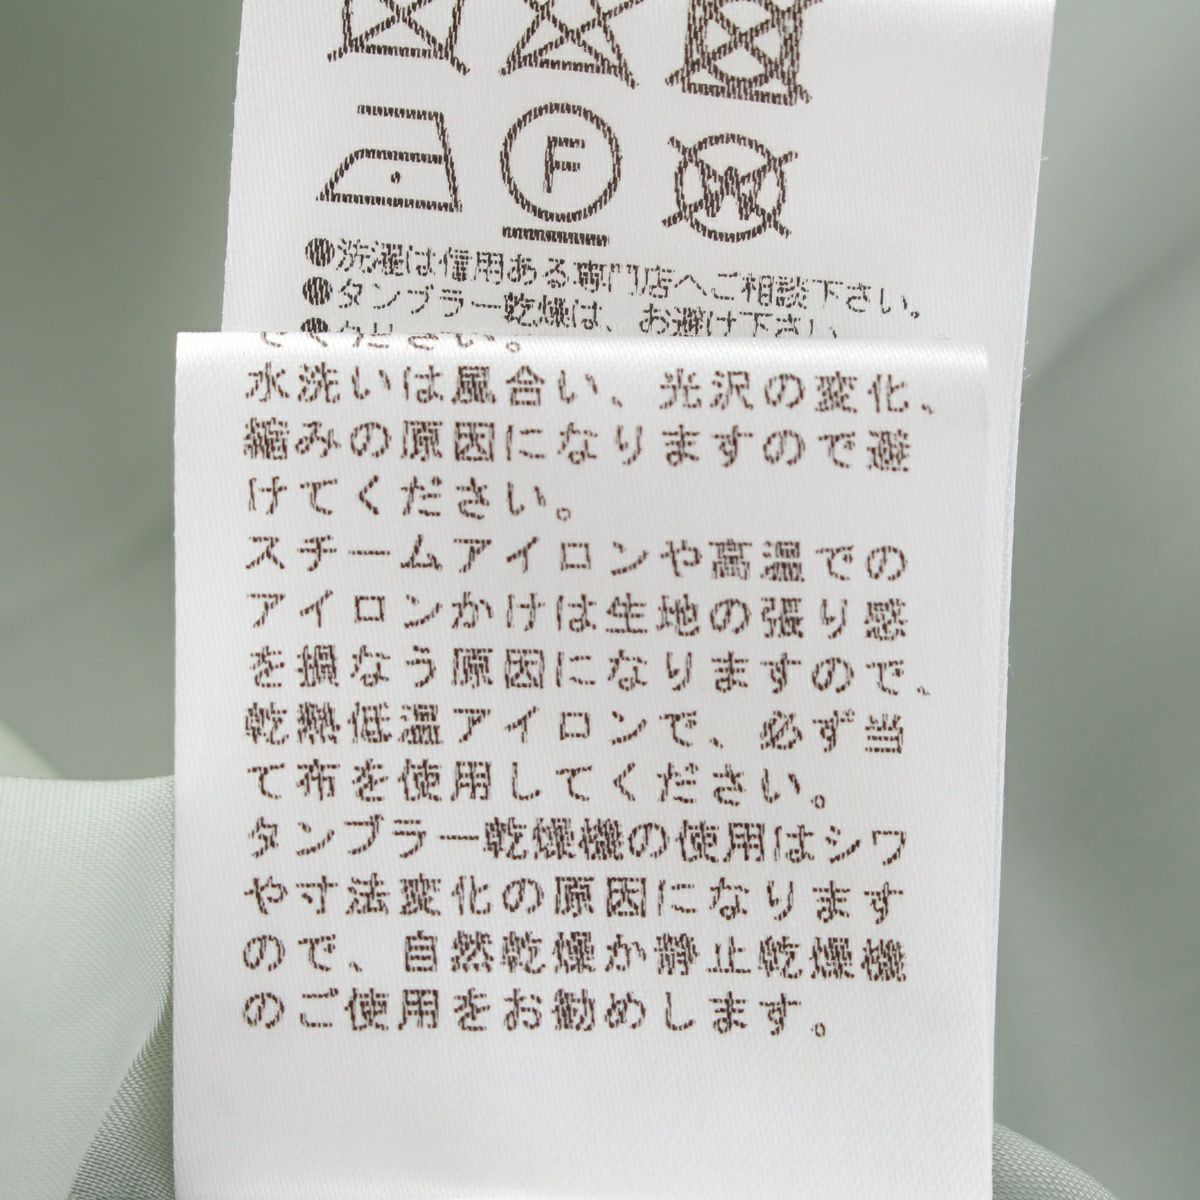 F
W
●洗濯は信用ある専門店へご相談下さい。
●タンブラー乾燥は、お避け下さい
てください。
水洗いは風合い、光沢の変化、
縮みの原因になりますので避
けてください。
スチームアイロンや高温での
アイロンかけは生地の張り感
を損なう原因になりますので、
乾熱低温アイロンで、必ず当
て布を使用してください。
タンブラー乾燥機の使用はシワ
や寸法変化の原因になります
ので、自然乾燥か静止乾燥機
のご使用をお勧めします。